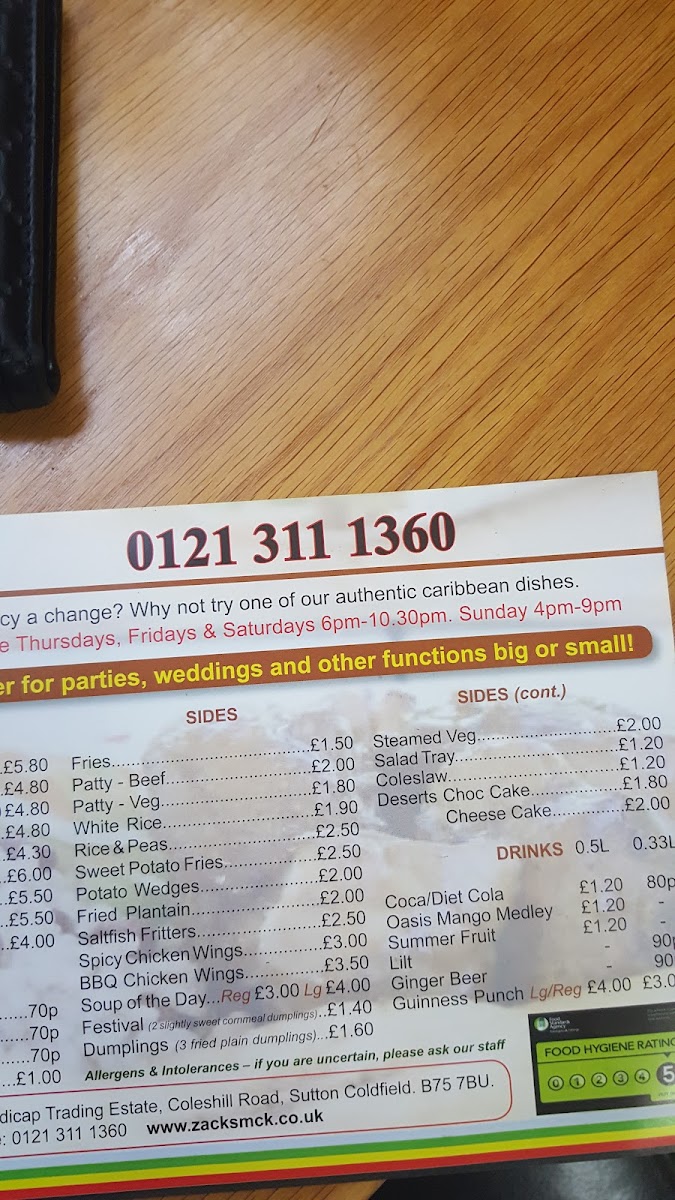 0121 311 1360
cy a change? Why not try one of our authentic caribbean dishes.
e Thursdays, Fridays & Saturdays 6pm-10.30pm. Sunday 4pm-9pm
er for parties, weddings and other functions big or small!
..£5.80
..£4.80
£4.80
..£4.80
..£4.30
..£6.00
..£5.50
..£5.50
..£4.00
......70p
......70p
......70p
....£1.00
SIDES
Fries....................................£1.50
Patty - Beef..........................£2.00
Patty - Veg...........................£1.80
White Rice...........................£1.90
Rice & Peas..........................£2.50
Sweet Potato Fries................£2.50
Potato Wedges.....................£2.00
Fried Plantain.......................£2.00
Saltfish Fritters.....................£2.50
Spicy Chicken Wings............£3.00
BBQ Chicken Wings.............£3.50
Soup of the Day...Reg £3.00 Lg £4.00
Festival (2 slightly sweet cornmeal dumplings)..£1.40
Dumplings (3 fried plain dumplings)...£1.60
SIDES (cont.)
Steamed Veg.........................£2.00
Salad Tray.............................£1.20
Coleslaw...............................£1.20
Deserts Choc Cake................£1.80
Cheese Cake...............£2.00
DRINKS 0.5L 0.33L
Coca/Diet Cola £1.20 80p
Oasis Mango Medley £1.20 -
Summer Fruit £1.20 -
Lilt - 90p
Ginger Beer - 90
Guinness Punch Lg/Reg £4.00 £3.0
Allergens & Intolerances – if you are uncertain, please ask our staff
dicap Trading Estate, Coleshill Road, Sutton Coldfield. B75 7BU.
: 0121 311 1360 www.zacksmck.co.uk
Food
Standards
Agency
FOOD HYGIENE RATING
0 1 2 3 4 5